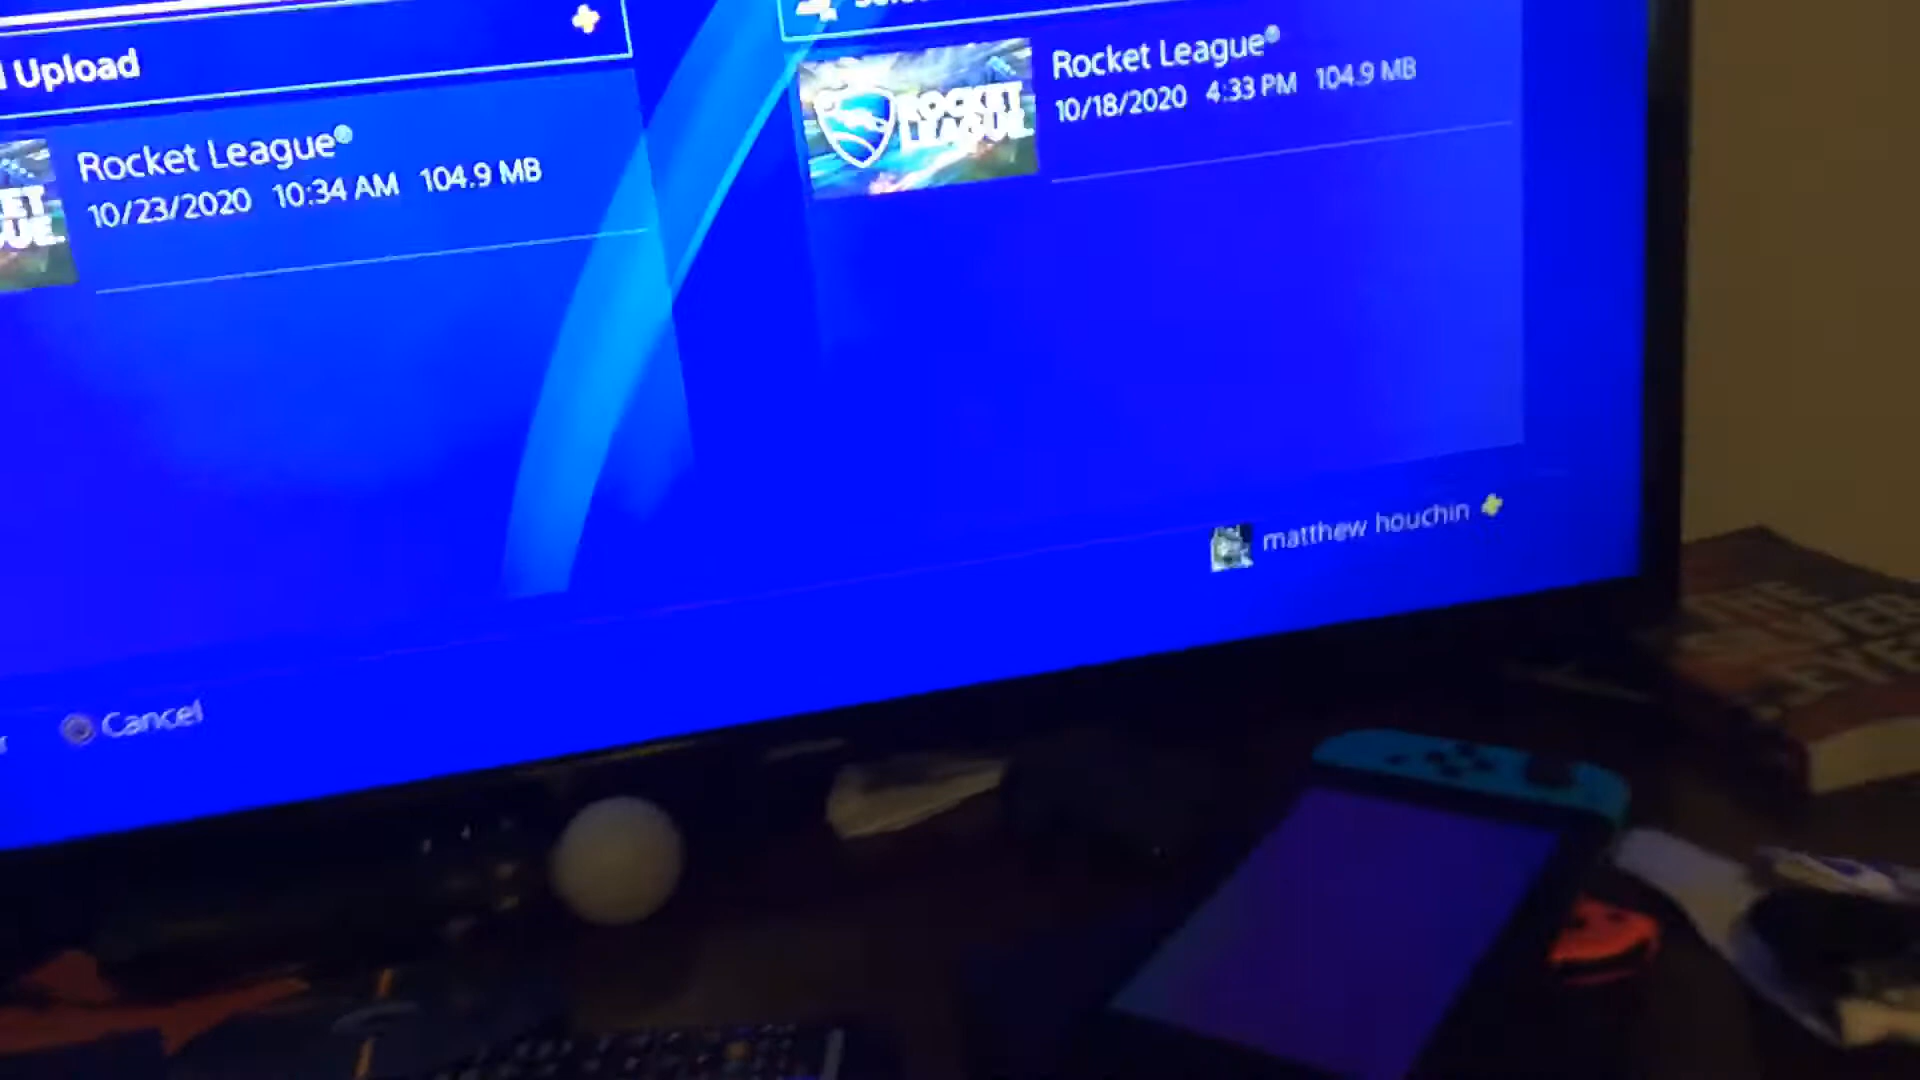 Upload
Rocket League®
10/23/2020 10:34 AM 104.9 MB
Rocket League®
10/18/2020 4:33 PM 104.9 MB
ROCKET
LEAGUE
matthew houchin
Cancel
THE